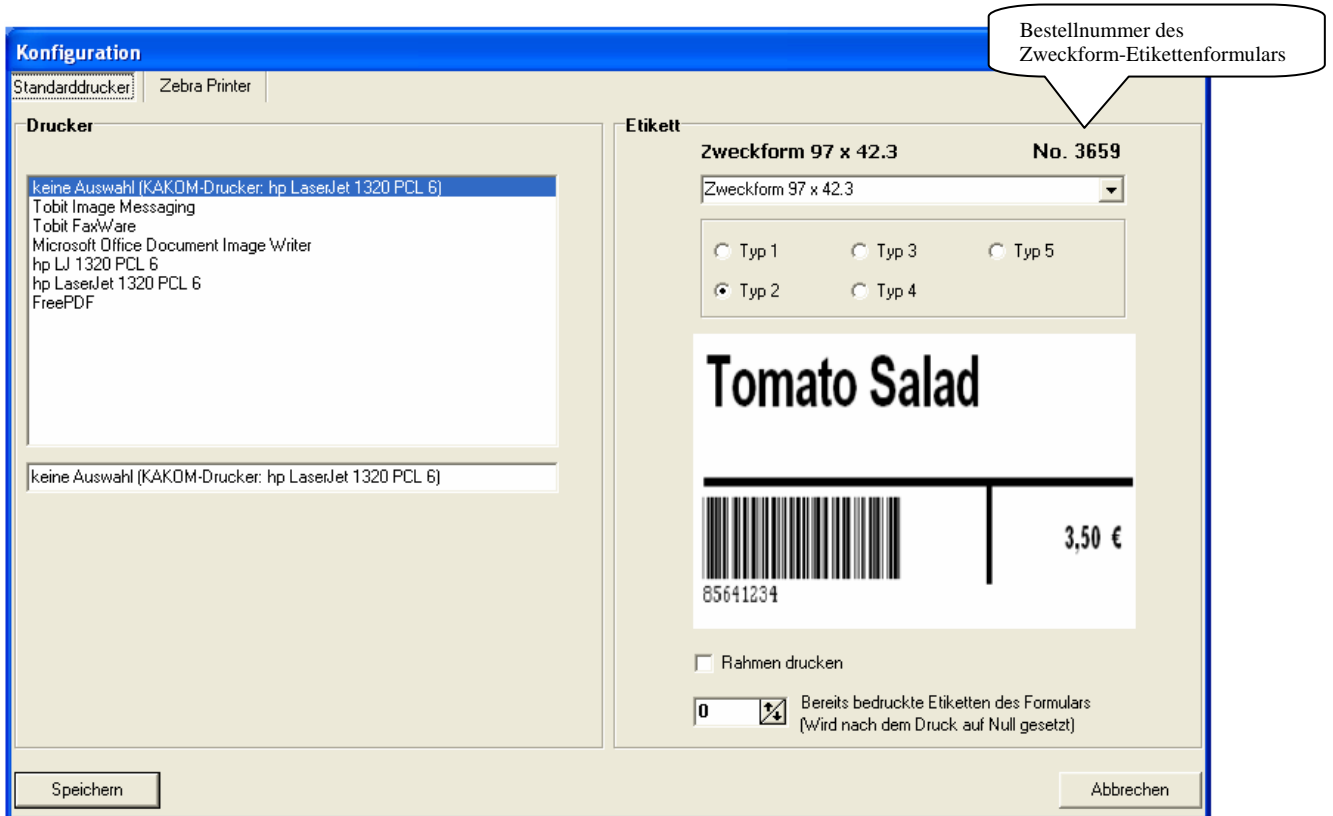 Bestellnummer des
Zweckform-Etikettenformulars
Konfiguration
Standarddrucker
Zebra Printer
Drucker
keine Auswahl (KAKOM-Drucker: hp LaserJet 1320 PCL 6)
Tobit Image Messaging
Tobit FaxWare
Microsoft Office Document Image Writer
hp LJ 1320 PCL 6
hp LaserJet 1320 PCL 6
FreePDF
keine Auswahl (KAKOM-Drucker: hp LaserJet 1320 PCL 6)
Etikett
Zweckform 97 x 42.3 No. 3659
Zweckform 97 x 42.3
Typ 1 Typ 3 Typ 5
Typ 2 Typ 4
Tomato Salad
3,50 €
85641234
Rahmen drucken
0
Bereits bedruckte Etiketten des Formulars
(Wird nach dem Druck auf Null gesetzt)
Speichern
Abbrechen